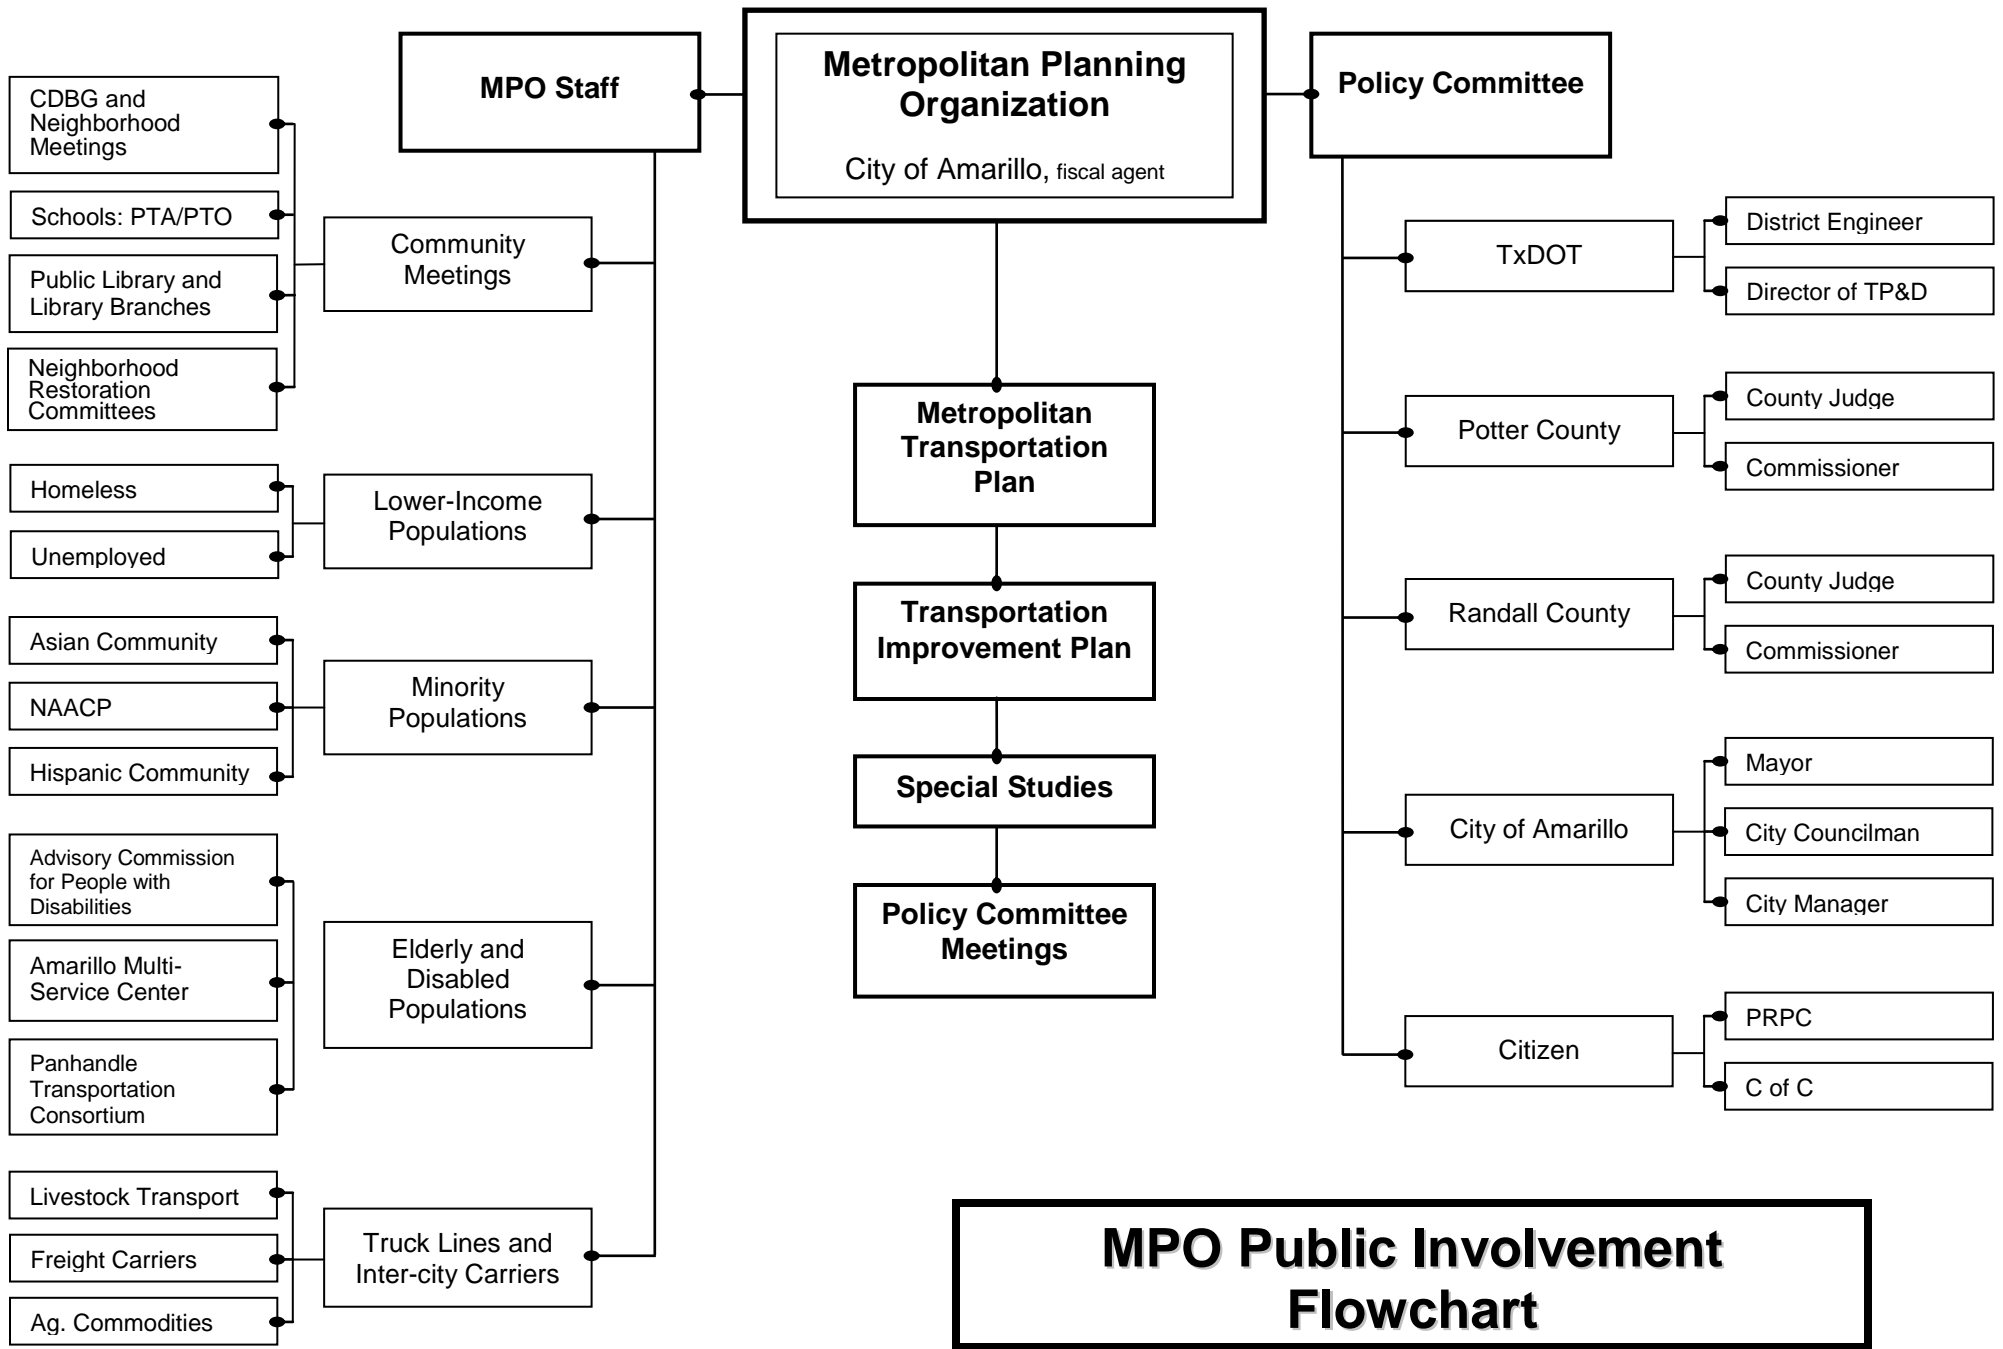 Metropolitan Planning
Organization
City of Amarillo, fiscal agent
MPO Staff
Policy Committee
CDBG and
Neighborhood
Meetings
Schools: PTA/PTO
Public Library and
Library Branches
Neighborhood
Restoration
Committees
Community
Meetings
Homeless
Unemployed
Lower-Income
Populations
Asian Community
NAACP
Hispanic Community
Minority
Populations
Advisory Commission
for People with
Disabilities
Amarillo Multi-
Service Center
Panhandle
Transportation
Consortium
Elderly and
Disabled
Populations
Livestock Transport
Freight Carriers
Ag. Commodities
Truck Lines and
Inter-city Carriers
Metropolitan
Transportation
Plan
Transportation
Improvement Plan
Special Studies
Policy Committee
Meetings
TxDOT
District Engineer
Director of TP&D
Potter County
County Judge
Commissioner
Randall County
County Judge
Commissioner
City of Amarillo
Mayor
City Councilman
City Manager
Citizen
PRPC
C of C
MPO Public Involvement
Flowchart